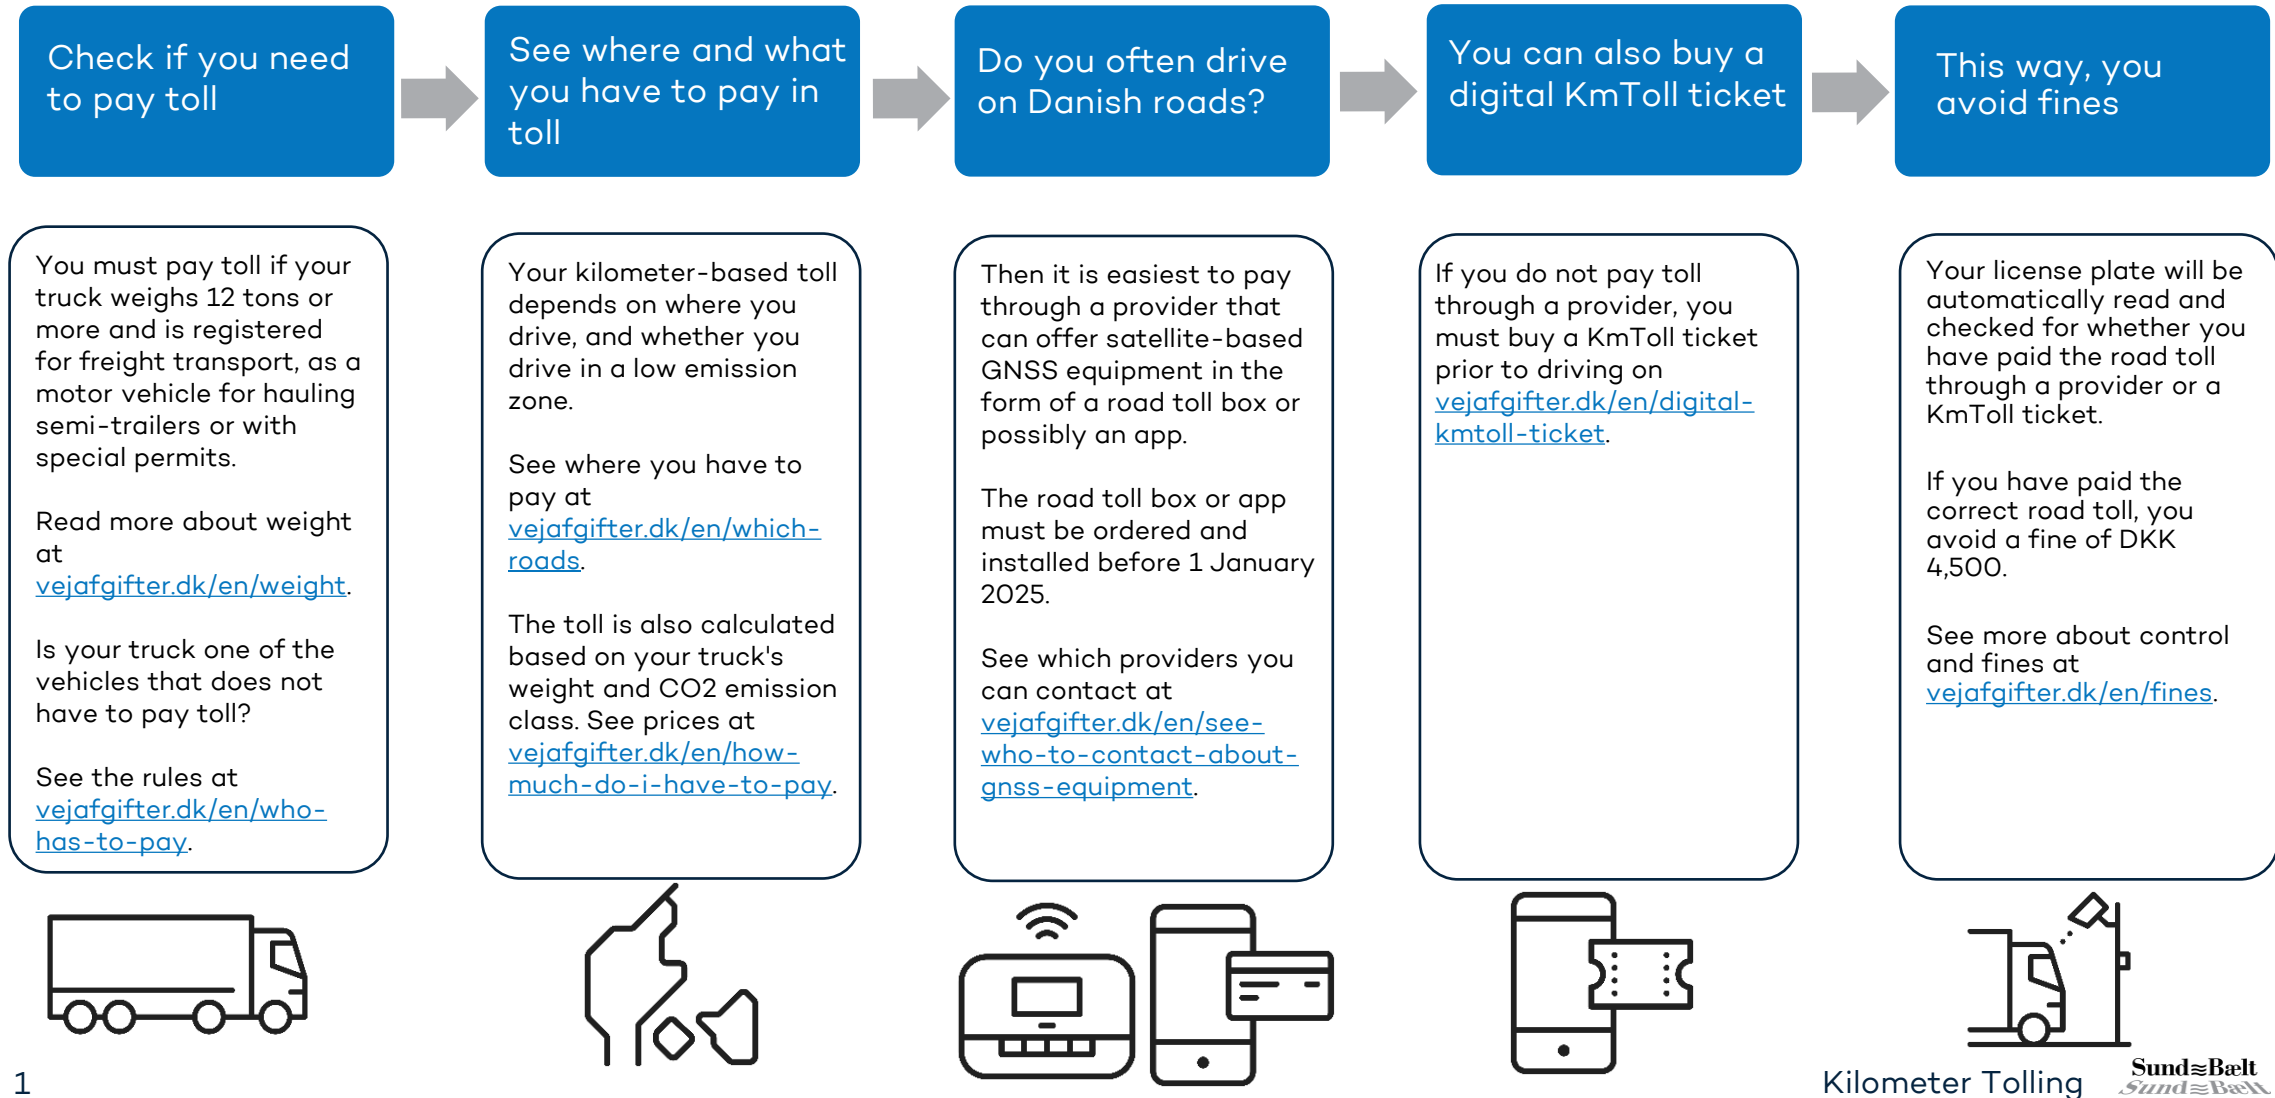 Check if you need
to pay toll
See where and what
you have to pay in
toll
Do you often drive
on Danish roads?
You can also buy a
digital KmToll ticket
This way, you
avoid fines
You must pay toll if your
truck weighs 12 tons or
more and is registered
for freight transport, as a
motor vehicle for hauling
semi-trailers or with
special permits.
Read more about weight
at
vejafgifter.dk/en/weight.
Is your truck one of the
vehicles that does not
have to pay toll?
See the rules at
vejafgifter.dk/en/who-
has-to-pay.
Your kilometer-based toll
depends on where you
drive, and whether you
drive in a low emission
zone.
See where you have to
pay at
vejafgifter.dk/en/which-
roads.
The toll is also calculated
based on your truck's
weight and CO2 emission
class. See prices at
vejafgifter.dk/en/how-
much-do-i-have-to-pay.
Then it is easiest to pay
through a provider that
can offer satellite-based
GNSS equipment in the
form of a road toll box or
possibly an app.
The road toll box or app
must be ordered and
installed before 1 January
2025.
See which providers you
can contact at
vejafgifter.dk/en/see-
who-to-contact-about-
gnss-equipment.
If you do not pay toll
through a provider, you
must buy a KmToll ticket
prior to driving on
vejafgifter.dk/en/digital-
kmtoll-ticket.
Your license plate will be
automatically read and
checked for whether you
have paid the road toll
through a provider or a
KmToll ticket.
If you have paid the
correct road toll, you
avoid a fine of DKK
4,500.
See more about control
and fines at
vejafgifter.dk/en/fines.
1
Kilometer Tolling
Sund≋Bælt
Sund≋Bælt